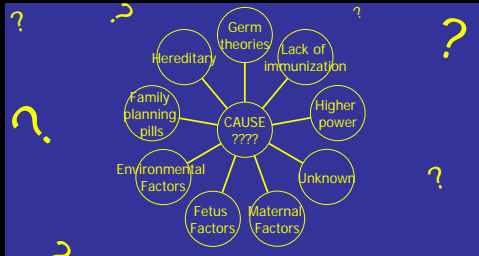 ?
?
?
?
Germ
theories
Hereditary
Lack of
immunization
Family
planning
pills
Higher
power
CAUSE
????
?
Environmental
Factors
Unknown
?
Fetus
Factors
Maternal
Factors
?